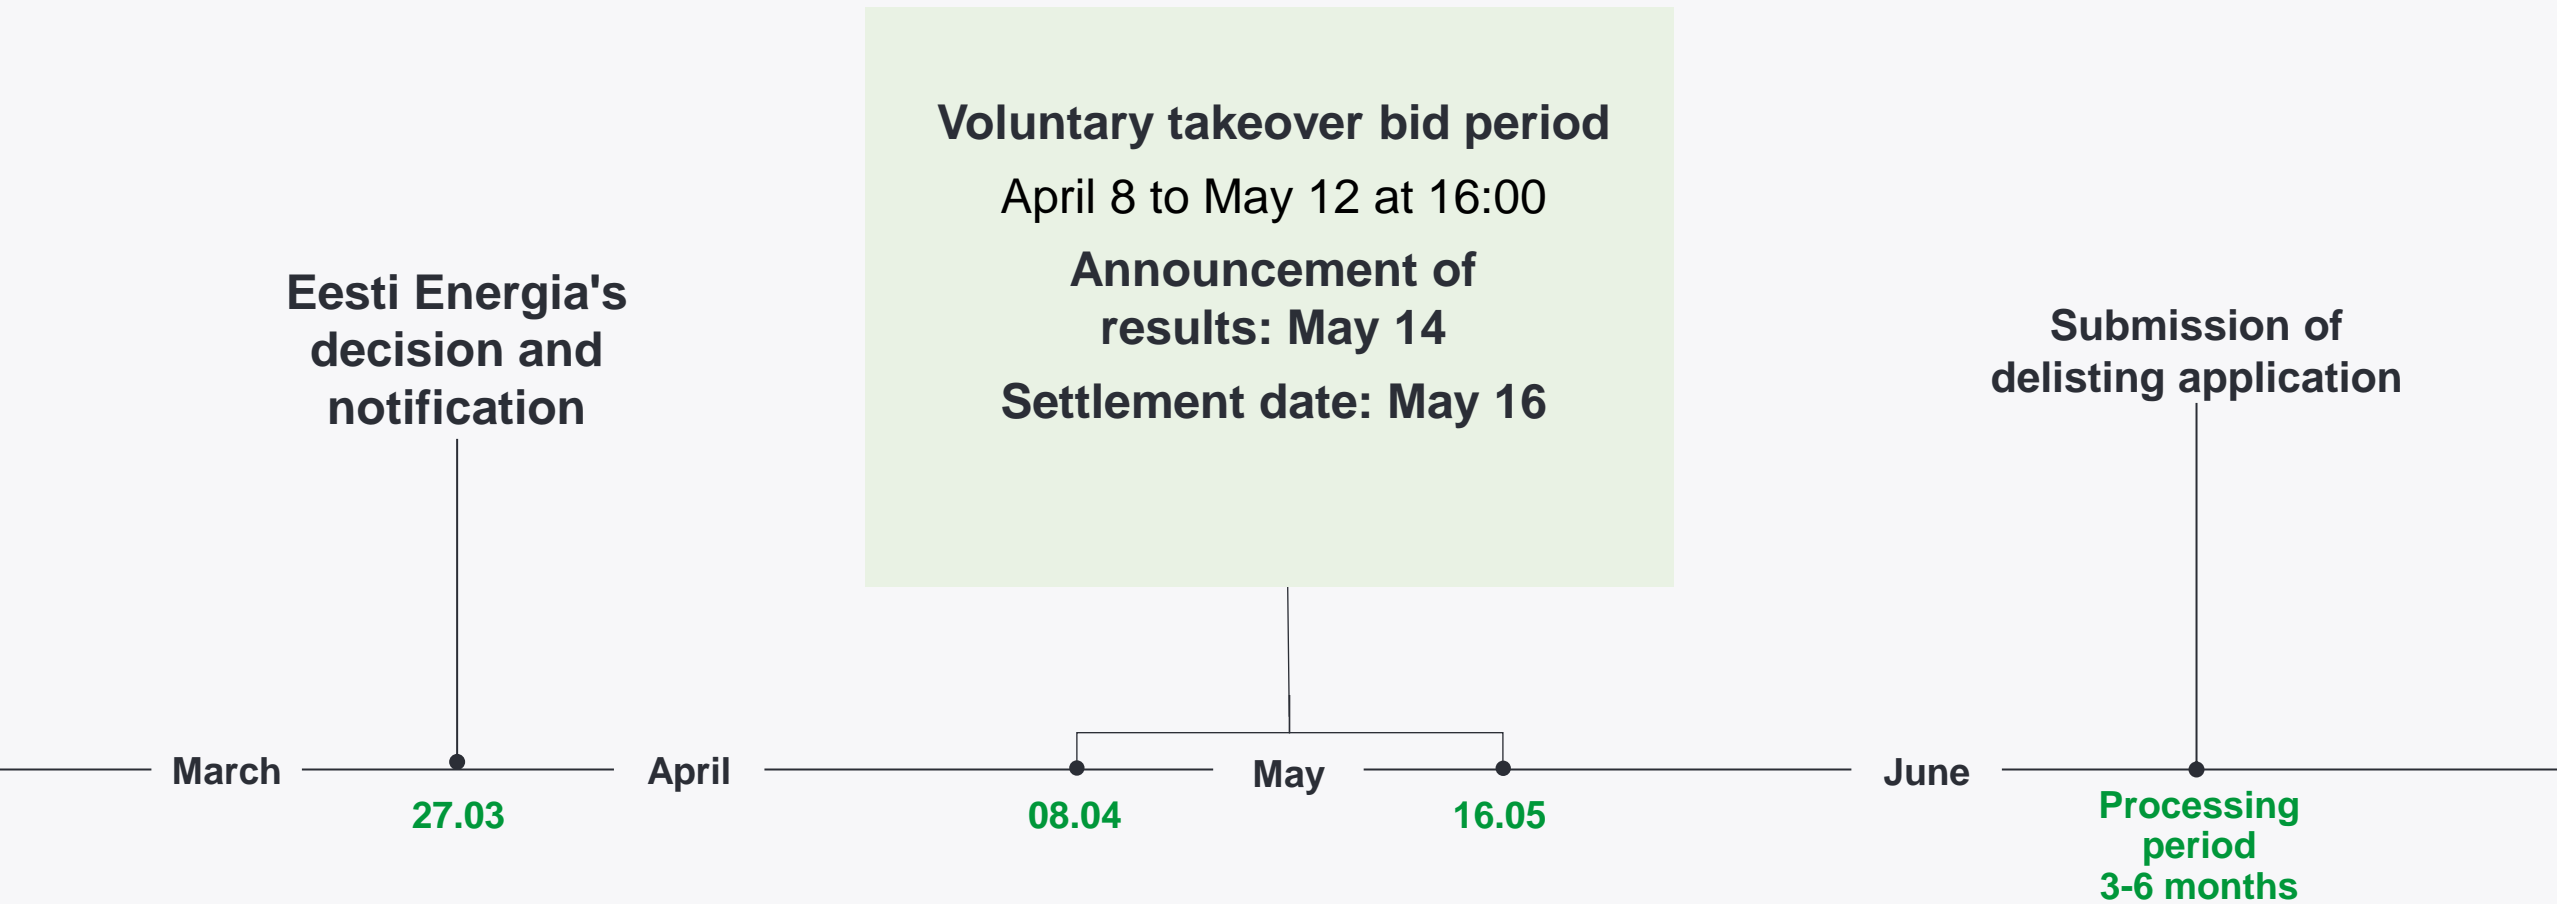 Voluntary takeover bid period
April 8 to May 12 at 16:00
Announcement of
results: May 14
Settlement date: May 16
Eesti Energia's
decision and
notification
Submission of
delisting application
March
April
May
June
27.03
08.04
16.05
Processing
period
3-6 months